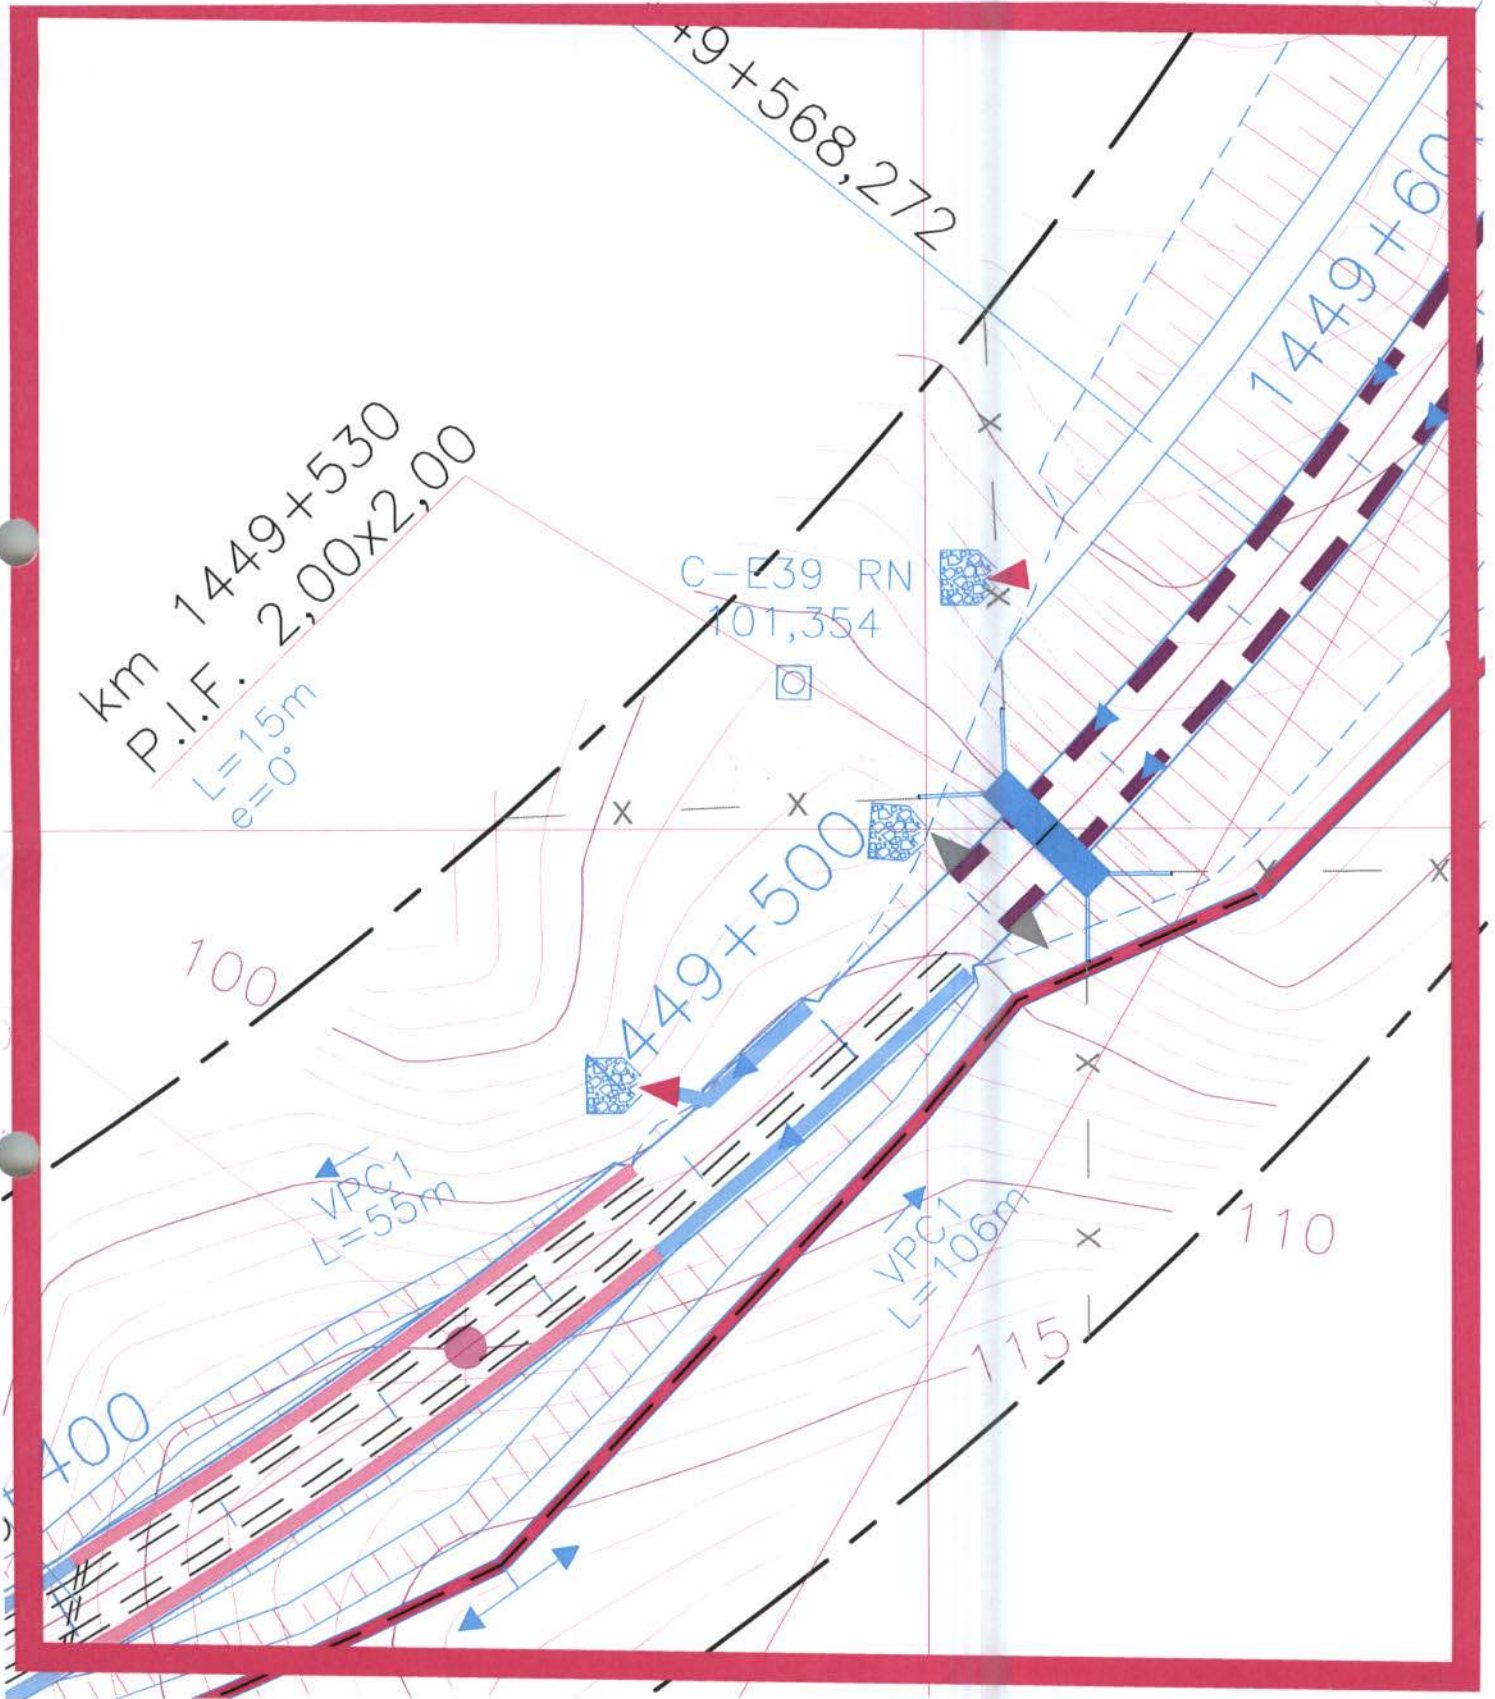 +9+568,272
1449+60
km 1449+530
P.I.F. 2,00x2,00
L=15m
e=0°
C-E39 RN
101,354
449+500
100
VPC1
L=55m
VPC1
L=106m
110
115
400